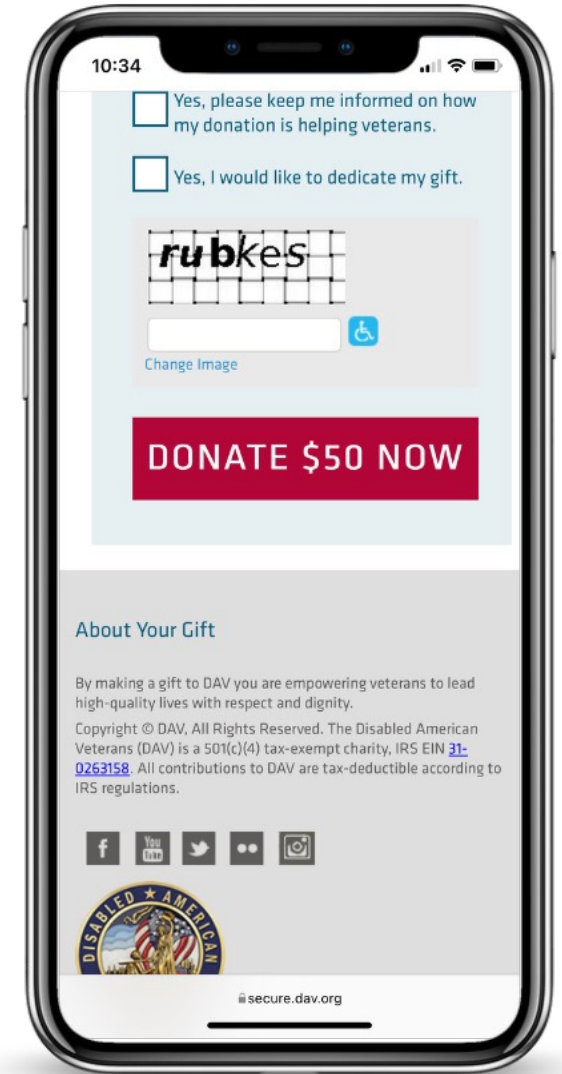 10:34
Yes, please keep me informed on how
my donation is helping veterans.
Yes, I would like to dedicate my gift.
rubkes
Change Image
DONATE $50 NOW
About Your Gift
By making a gift to DAV you are empowering veterans to lead
high-quality lives with respect and dignity.
Copyright © DAV, All Rights Reserved. The Disabled American
Veterans (DAV) is a 501(c)(4) tax-exempt charity, IRS EIN 31-
0263158. All contributions to DAV are tax-deductible according to
IRS regulations.
f You Tube
DISABLED ★ AMERICAN
secure.dav.org